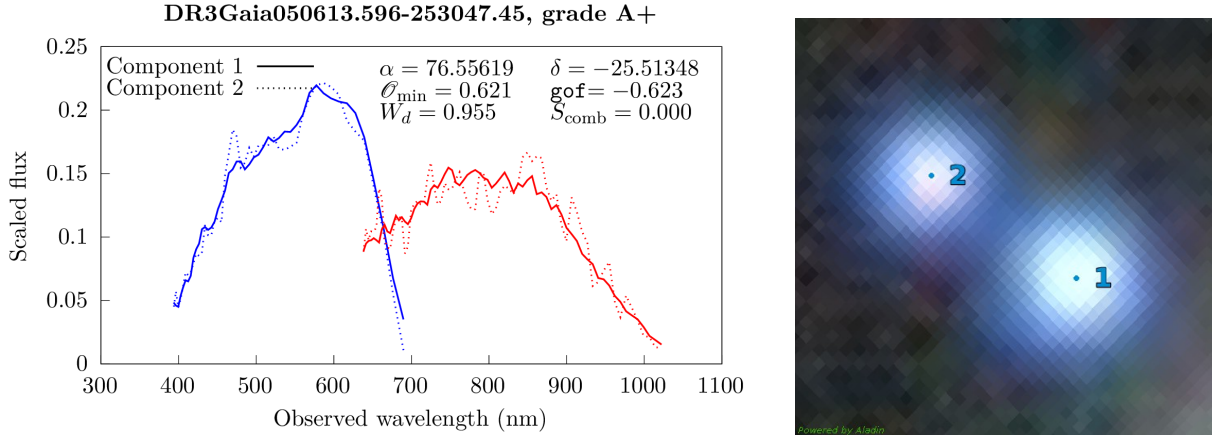 DR3Gaia050613.596-253047.45, grade A+
Component 1
Component 2
α = 76.55619 δ = −25.51348
𝒪min = 0.621 gof= −0.623
Wd = 0.955 Scomb = 0.000
Scaled flux
0.25
0.2
0.15
0.1
0.05
0
300 400 500 600 700 800 900 1000 1100
Observed wavelength (nm)
2
1
Powered by Aladin